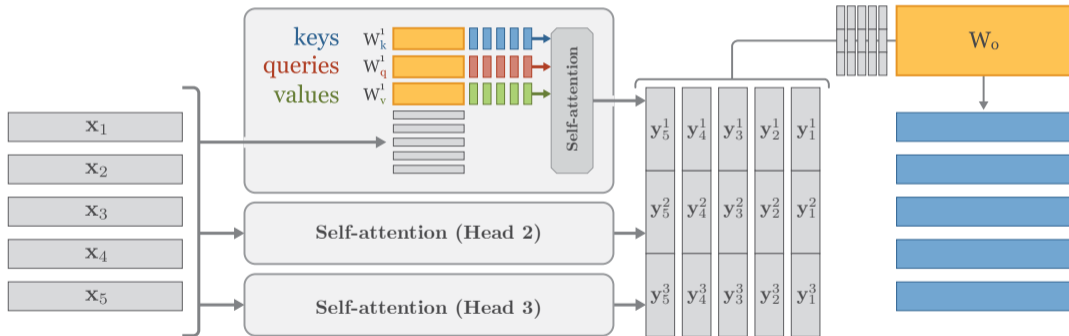 keys W¹ₖ
queries W¹_q
values W¹ᵥ
Self-attention
x₁
x₂
x₃
x₄
x₅
Self-attention (Head 2)
Self-attention (Head 3)
y¹₅ y¹₄ y¹₃ y¹₂ y¹₁
y²₅ y²₄ y²₃ y²₂ y²₁
y³₅ y³₄ y³₃ y³₂ y³₁
Wₒ